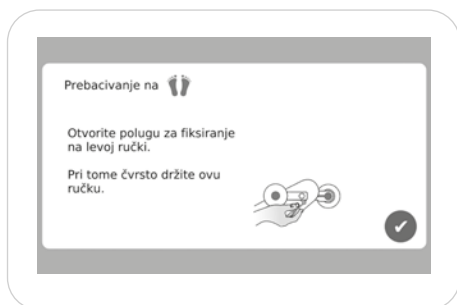 Prebacivanje na
Otvorite polugu za fiksiranje
na levoj ručki.
Pri tome čvrsto držite ovu
ručku.